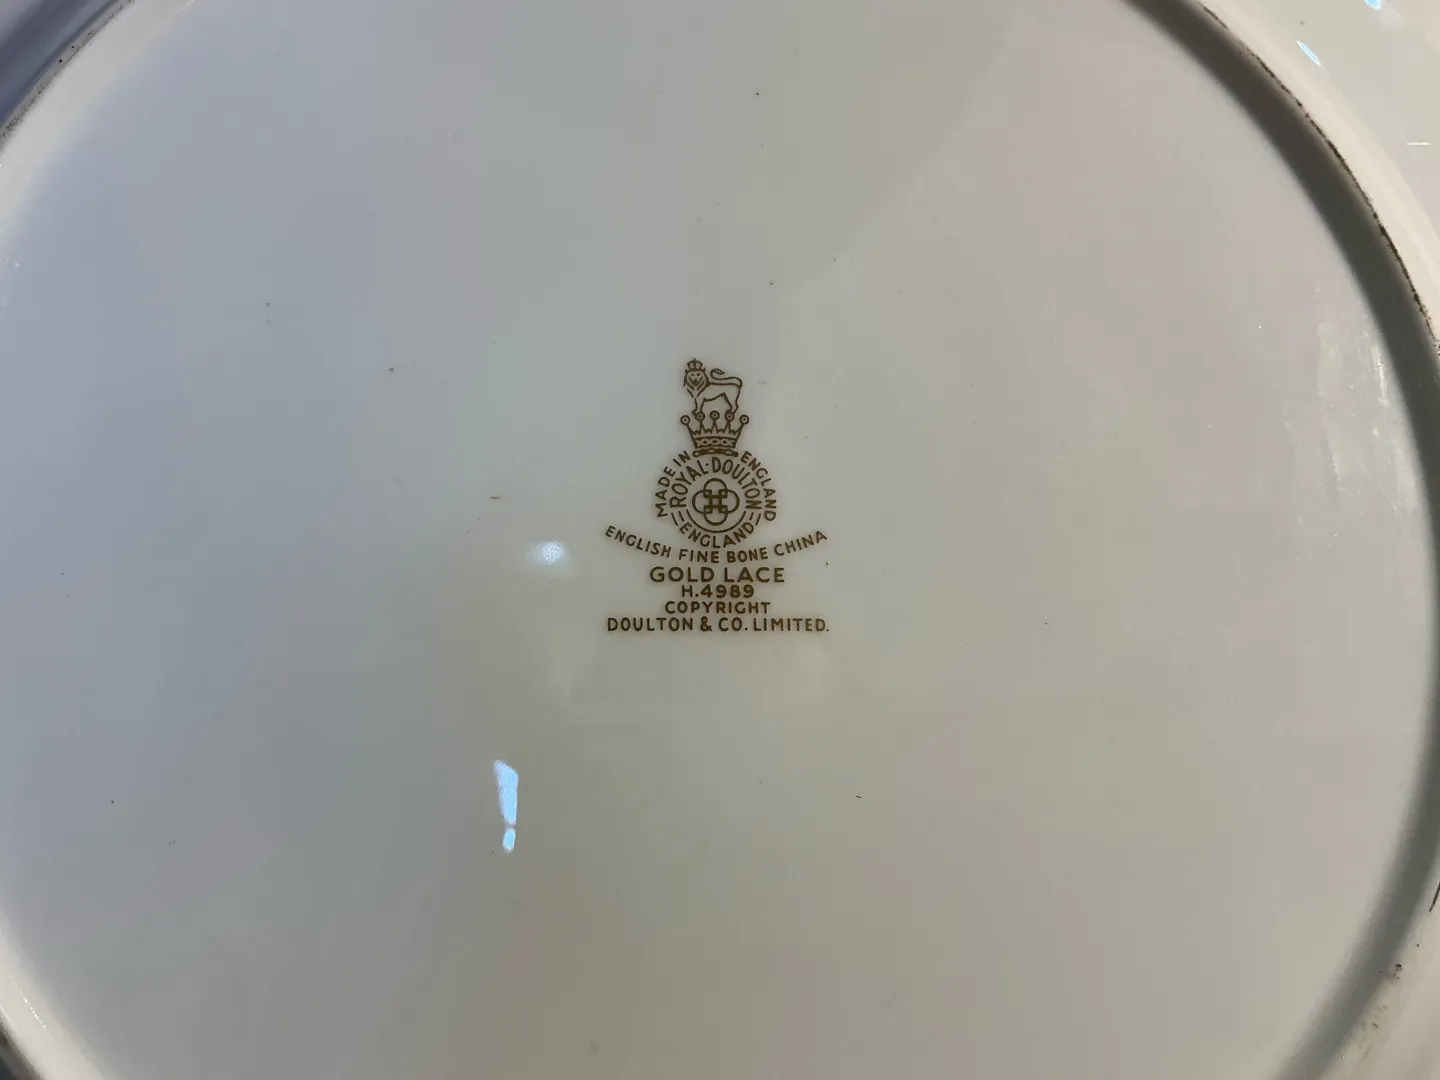 MADE IN ENGLAND
ROYAL·DOULTON
ENGLAND
ENGLISH FINE BONE CHINA
GOLD LACE
H.4989
COPYRIGHT
DOULTON & CO. LIMITED.